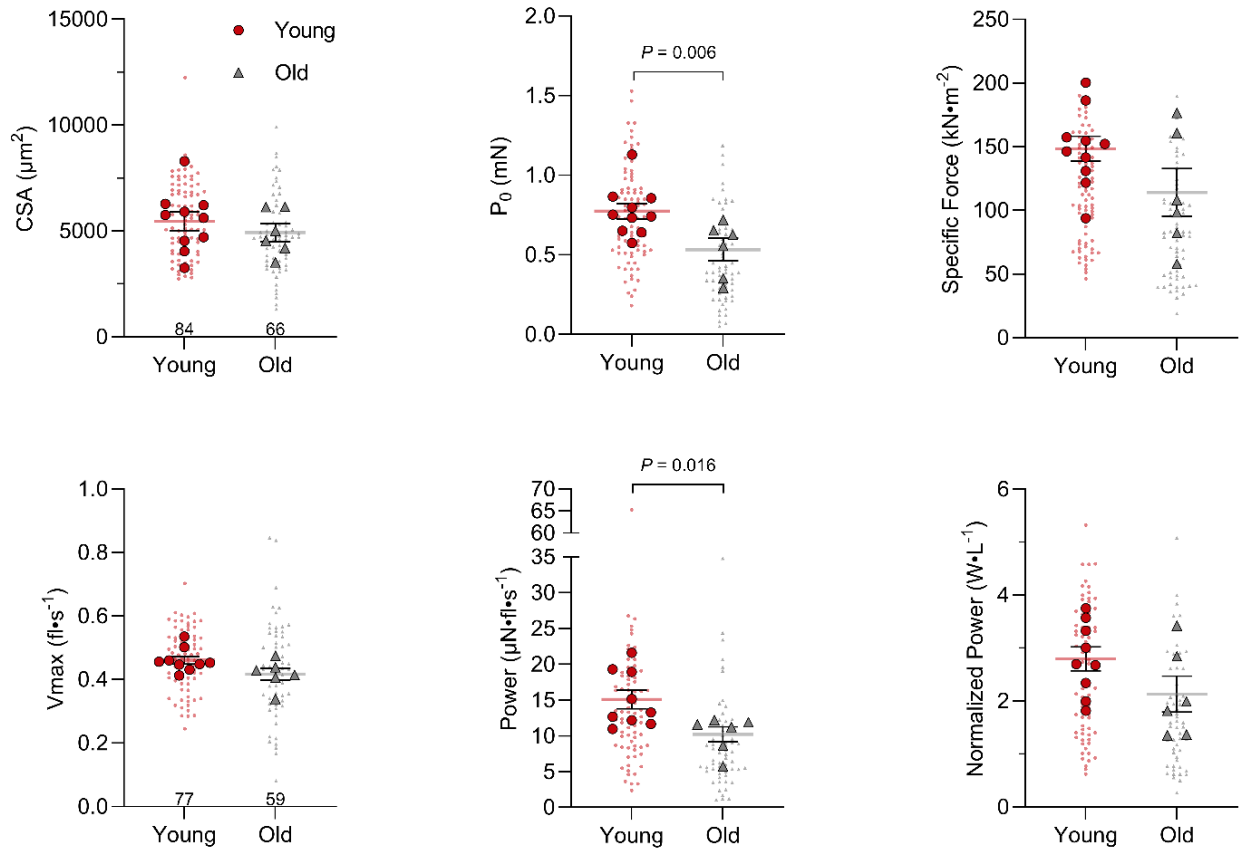 CSA (µm²)
15000
10000
5000
0
Young
Old
84
66
Young
Old
P₀ (mN)
2.0
1.5
1.0
0.5
0.0
P = 0.006
Young
Old
Specific Force (kN•m⁻²)
250
200
150
100
50
0
Young
Old
Vmax (fl•s⁻¹)
1.0
0.8
0.6
0.4
0.2
0.0
77
59
Young
Old
Power (µN•fl•s⁻¹)
P = 0.016
70
65
60
35
30
25
20
15
10
5
0
Young
Old
Normalized Power (W•L⁻¹)
6
4
2
0
Young
Old